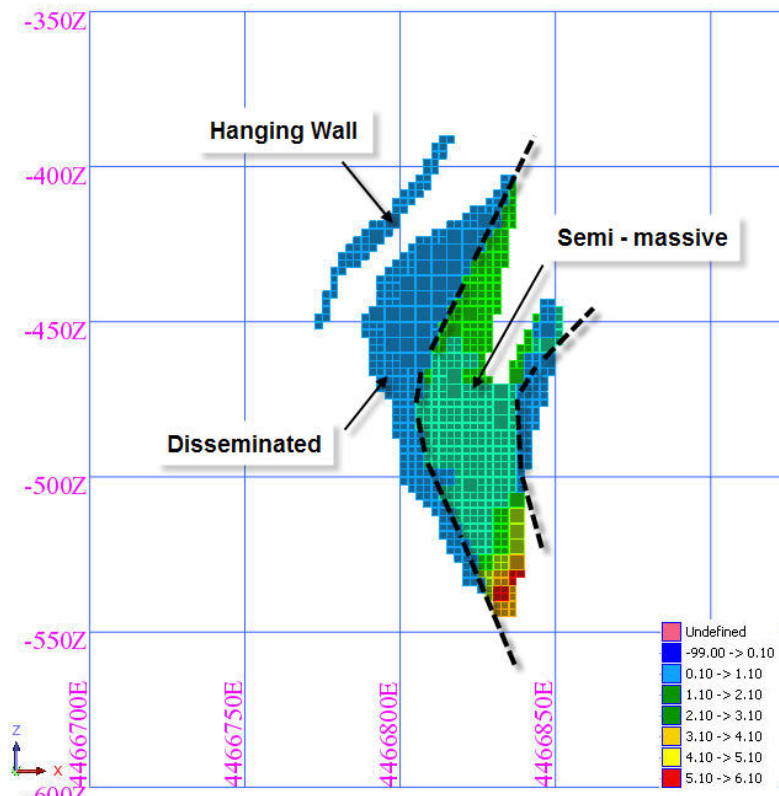 -350Z
Hanging Wall
-400Z
Semi - massive
-450Z
Disseminated
-500Z
-550Z
Undefined
-99.00 -> 0.10
0.10 -> 1.10
1.10 -> 2.10
2.10 -> 3.10
3.10 -> 4.10
4.10 -> 5.10
5.10 -> 6.10
4466700E
4466750E
4466800E
4466850E
Z
X
-600Z